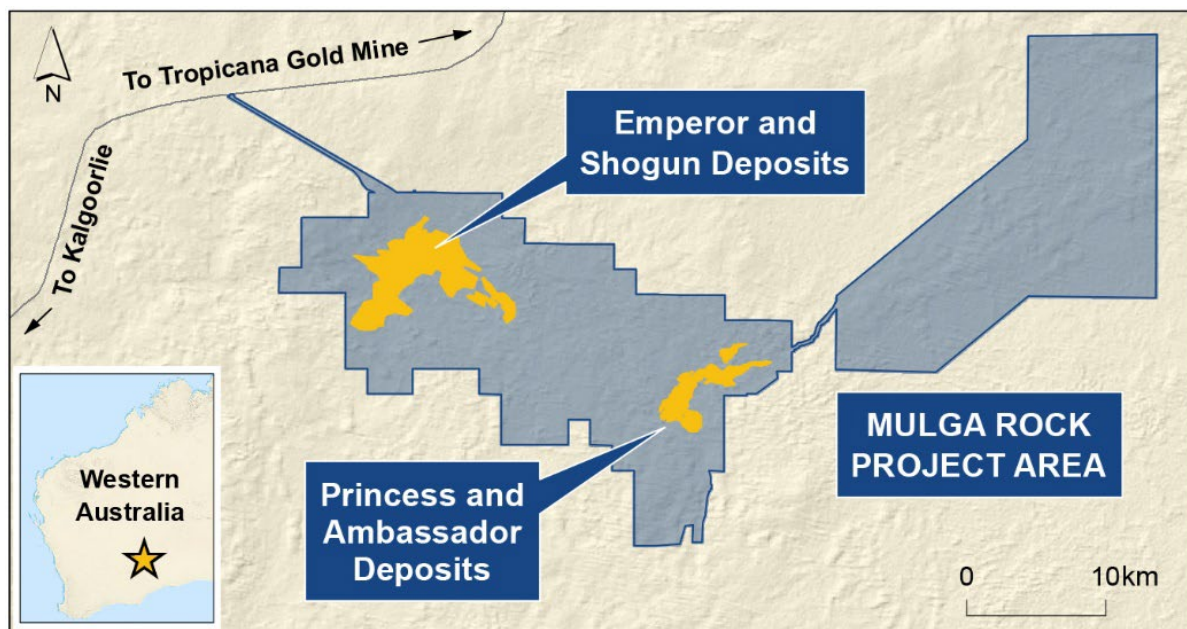 To Tropicana Gold Mine
N
To Kalgoorlie
Emperor and
Shogun Deposits
Princess and
Ambassador
Deposits
MULGA ROCK
PROJECT AREA
Western
Australia
0 10km